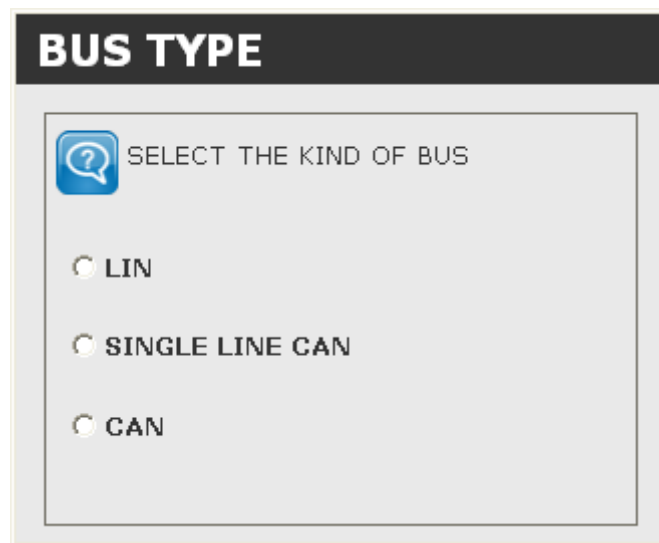 BUS TYPE
SELECT THE KIND OF BUS
LIN
SINGLE LINE CAN
CAN